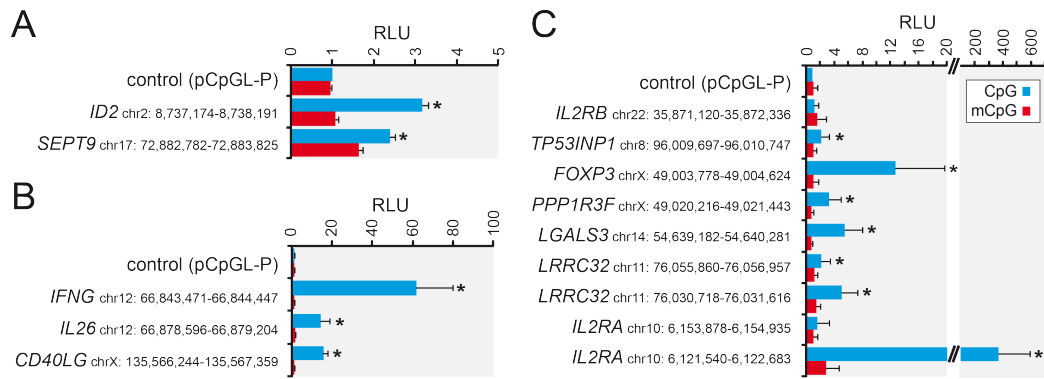 A
RLU
0 1 2 3 4 5
control (pCpGL-P)
ID2 chr2: 8,737,174-8,738,191 *
SEPT9 chr17: 72,882,782-72,883,825 *
B
RLU
0 20 40 60 80 100
control (pCpGL-P)
IFNG chr12: 66,843,471-66,844,447 *
IL26 chr12: 66,878,596-66,879,204 *
CD40LG chrX: 135,566,244-135,567,359 *
C
RLU
0 4 8 12 16 20 // 200 400 600
CpG
mCpG
control (pCpGL-P)
IL2RB chr22: 35,871,120-35,872,336
TP53INP1 chr8: 96,009,697-96,010,747 *
FOXP3 chrX: 49,003,778-49,004,624 *
PPP1R3F chrX: 49,020,216-49,021,443 *
LGALS3 chr14: 54,639,182-54,640,281 *
LRRC32 chr11: 76,055,860-76,056,957 *
LRRC32 chr11: 76,030,718-76,031,616 *
IL2RA chr10: 6,153,878-6,154,935
IL2RA chr10: 6,121,540-6,122,683 // *